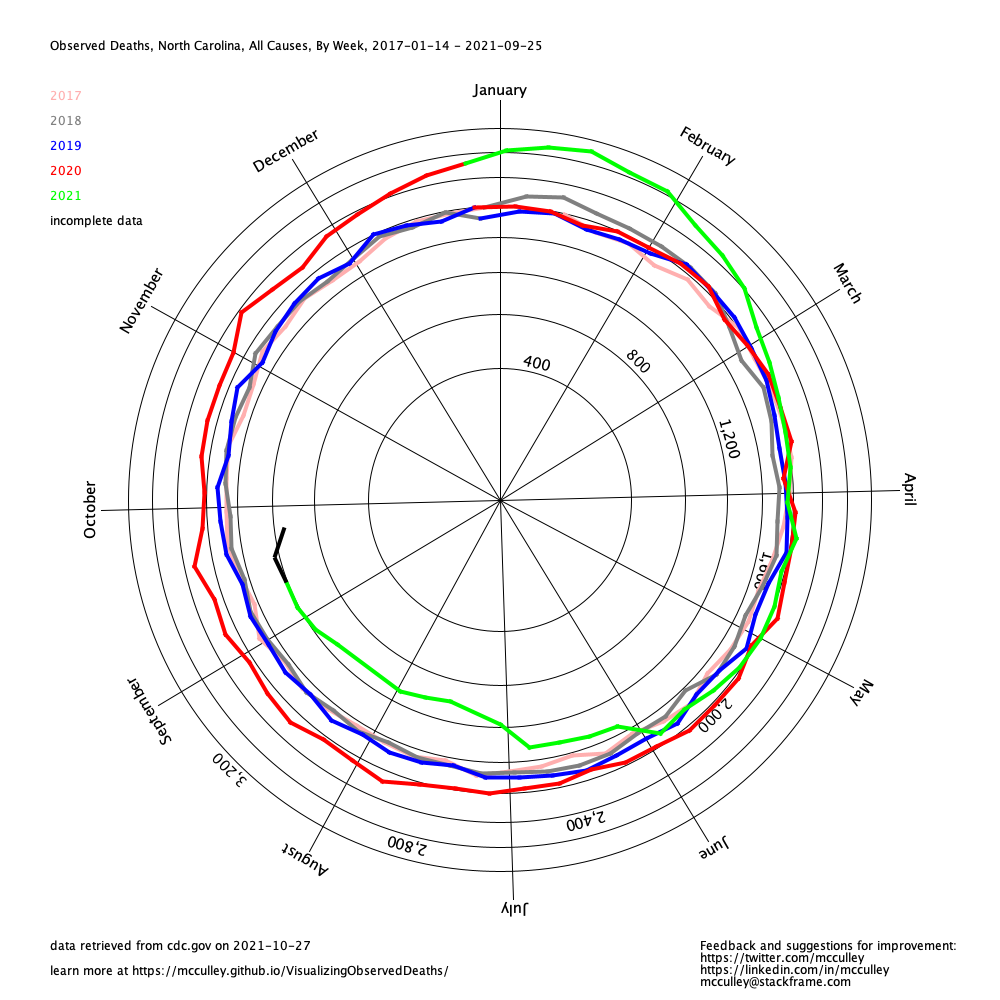 Observed Deaths, North Carolina, All Causes, By Week, 2017-01-14 - 2021-09-25
2017
2018
2019
2020
2021
incomplete data
January
February
March
April
May
June
July
August
September
October
November
December
400
800
1,200
1,600
2,000
2,400
2,800
3,200
data retrieved from cdc.gov on 2021-10-27
learn more at https://mcculley.github.io/VisualizingObservedDeaths/
Feedback and suggestions for improvement:
https://twitter.com/mcculley
https://linkedin.com/in/mcculley
mcculley@stackframe.com